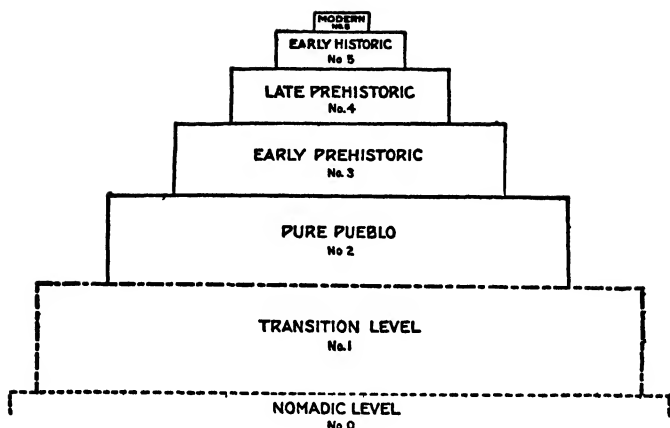 MODERN
No. 6
EARLY HISTORIC
No 5
LATE PREHISTORIC
No. 4
EARLY PREHISTORIC
No. 3
PURE PUEBLO
No 2
TRANSITION LEVEL
No. 1
NOMADIC LEVEL
No 0